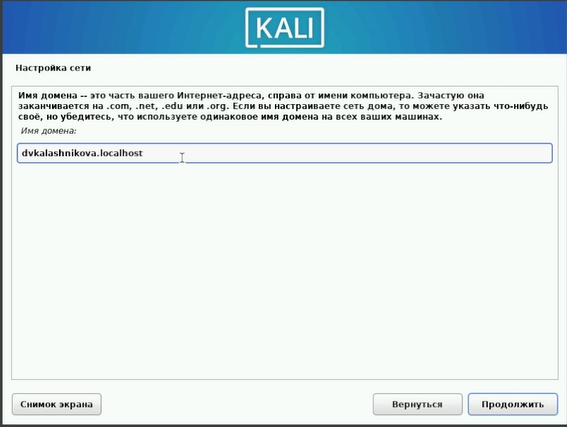 KALI
Настройка сети
Имя домена -- это часть вашего Интернет-адреса, справа от имени компьютера. Зачастую она
заканчивается на .com, .net, .edu или .org. Если вы настраиваете сеть дома, то можете указать что-нибудь
своё, но убедитесь, что используете одинаковое имя домена на всех ваших машинах.
Имя домена:
dvkalashnikova.localhost
Снимок экрана
Вернуться
Продолжить